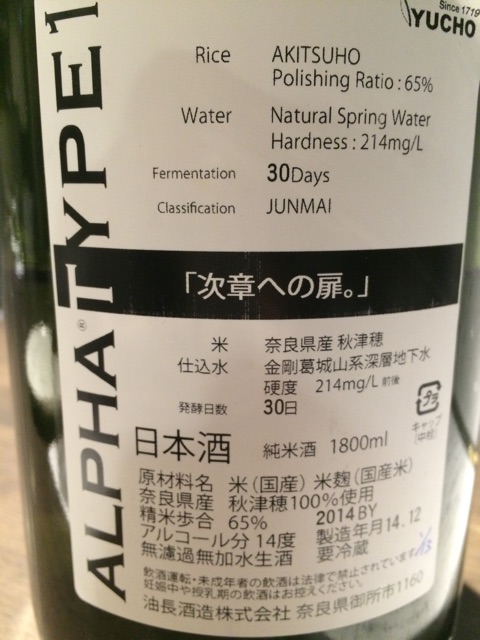 Since 1719
YUCHO
ALPHA TYPE1
Rice AKITSUHO
Polishing Ratio : 65%
Water Natural Spring Water
Hardness : 214mg/L
Fermentation 30Days
Classification JUNMAI
「次章への扉。」
米 奈良県産 秋津穂
仕込水 金剛葛城山系深層地下水
硬度 214mg/L 前後
発酵日数 30日
プラ
キャップ
(中栓)
日本酒 純米酒 1800ml
原材料名 米(国産) 米麹(国産米)
奈良県産 秋津穂100%使用
精米歩合 65% 2014BY
アルコール分 14度 製造年月14.12
無濾過無加水生酒 要冷蔵
飲酒運転・未成年者の飲酒は法律で禁止されています
妊娠中や授乳期の飲酒はお控えください。
油長酒造株式会社 奈良県御所市1160